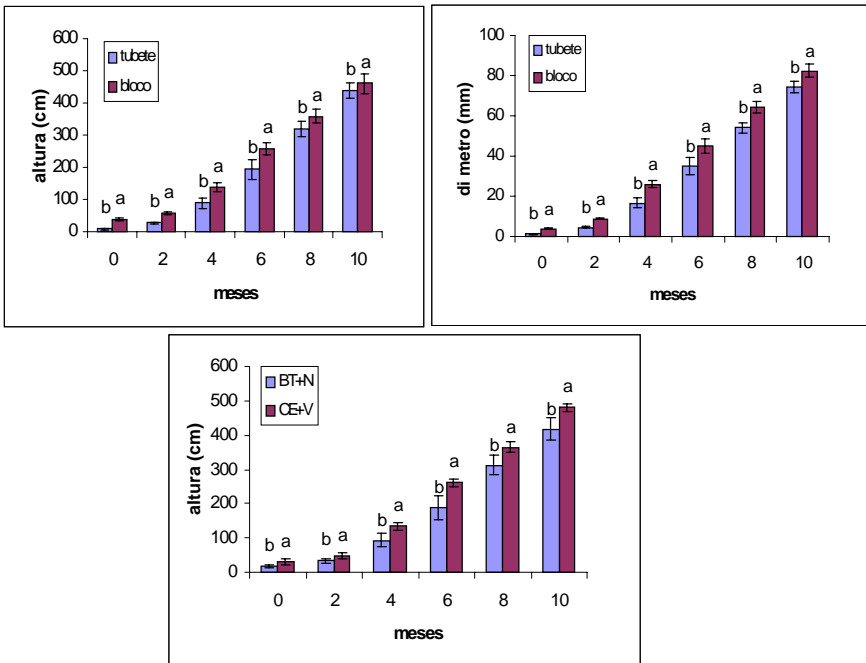 tubete
bloco
altura (cm)
600
500
400
300
200
100
0
b a b a b a b a b a b a
0 2 4 6 8 10
meses
tubete
bloco
di metro (mm)
100
80
60
40
20
0
b a b a b a b a b a b a
0 2 4 6 8 10
meses
BT+N
CE+V
altura (cm)
600
500
400
300
200
100
0
b a b a b a b a b a b a
0 2 4 6 8 10
meses